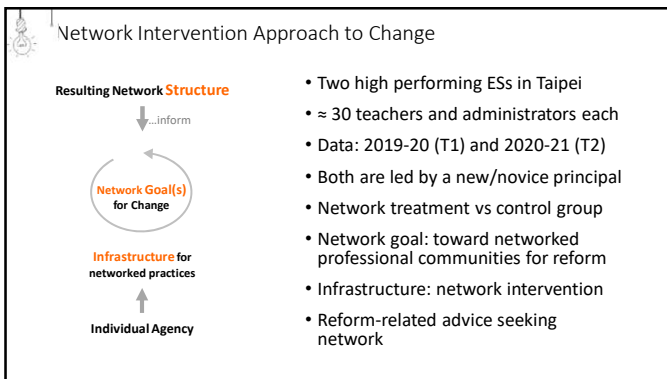 Network Intervention Approach to Change
Resulting Network Structure
...inform
Network Goal(s)
for Change
Infrastructure for
networked practices
Individual Agency
• Two high performing ESs in Taipei
• ≈ 30 teachers and administrators each
• Data: 2019-20 (T1) and 2020-21 (T2)
• Both are led by a new/novice principal
• Network treatment vs control group
• Network goal: toward networked
professional communities for reform
• Infrastructure: network intervention
• Reform-related advice seeking
network